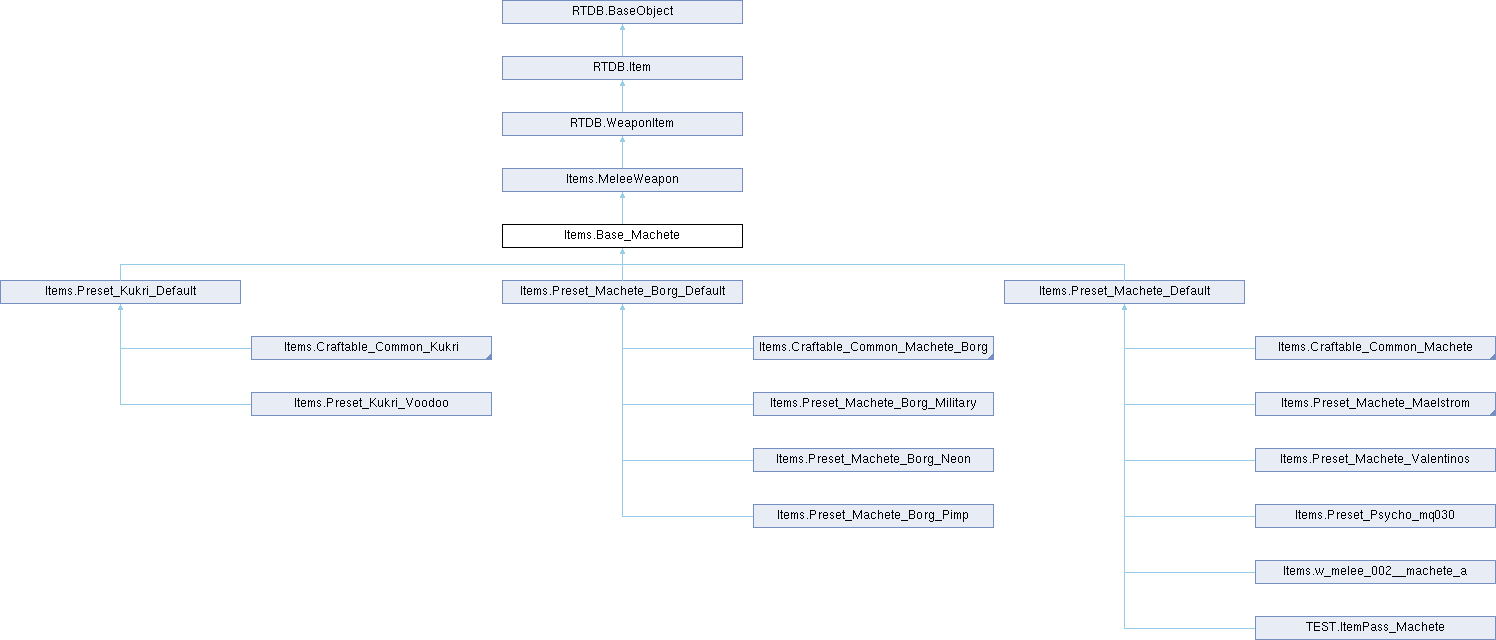 RTDB.BaseObject
RTDB.Item
RTDB.WeaponItem
Items.MeleeWeapon
Items.Base_Machete
Items.Preset_Kukri_Default
Items.Preset_Machete_Borg_Default
Items.Preset_Machete_Default
Items.Craftable_Common_Kukri
Items.Craftable_Common_Machete_Borg
Items.Craftable_Common_Machete
Items.Preset_Kukri_Voodoo
Items.Preset_Machete_Borg_Military
Items.Preset_Machete_Maelstrom
Items.Preset_Machete_Borg_Neon
Items.Preset_Machete_Valentinos
Items.Preset_Machete_Borg_Pimp
Items.Preset_Psycho_mq030
Items.w_melee_002__machete_a
TEST.ItemPass_Machete